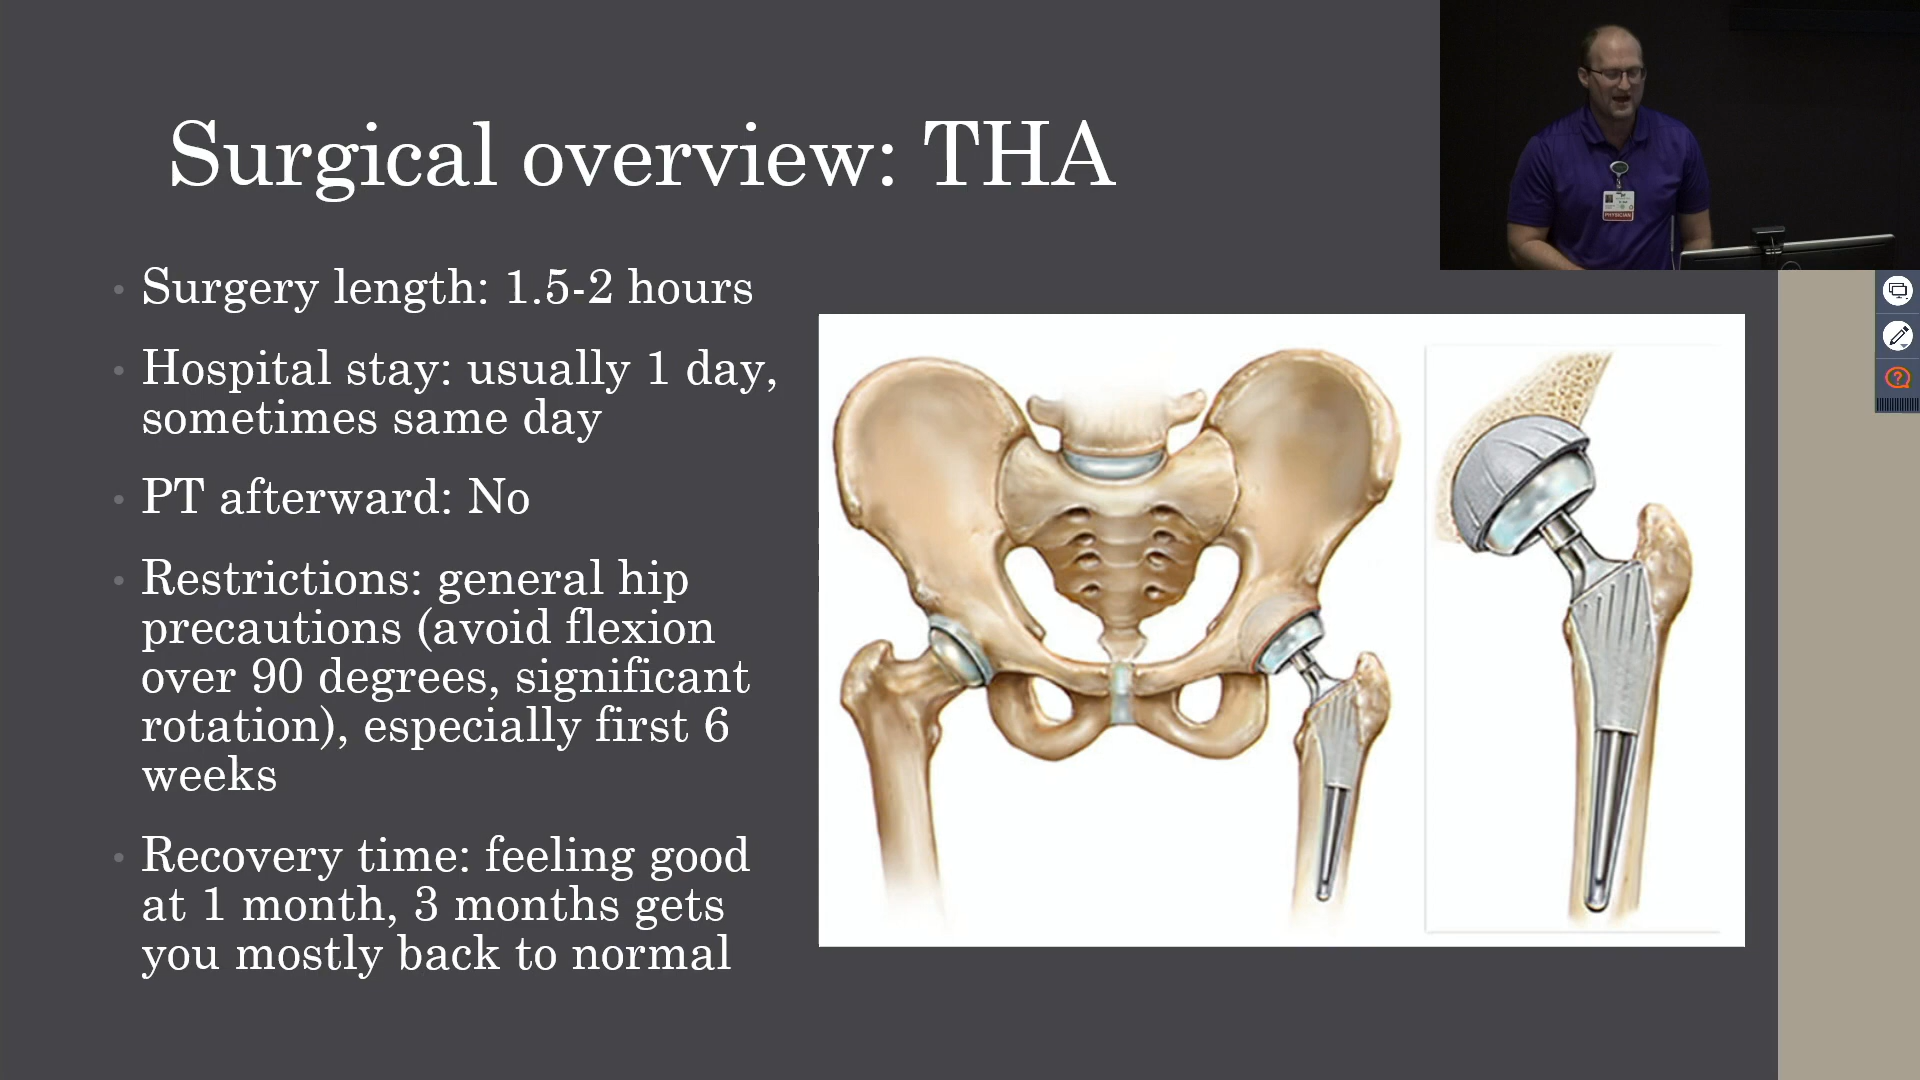 Surgical overview: THA
• Surgery length: 1.5-2 hours
• Hospital stay: usually 1 day,
sometimes same day
• PT afterward: No
• Restrictions: general hip
precautions (avoid flexion
over 90 degrees, significant
rotation), especially first 6
weeks
• Recovery time: feeling good
at 1 month, 3 months gets
you mostly back to normal
PHYSICIAN